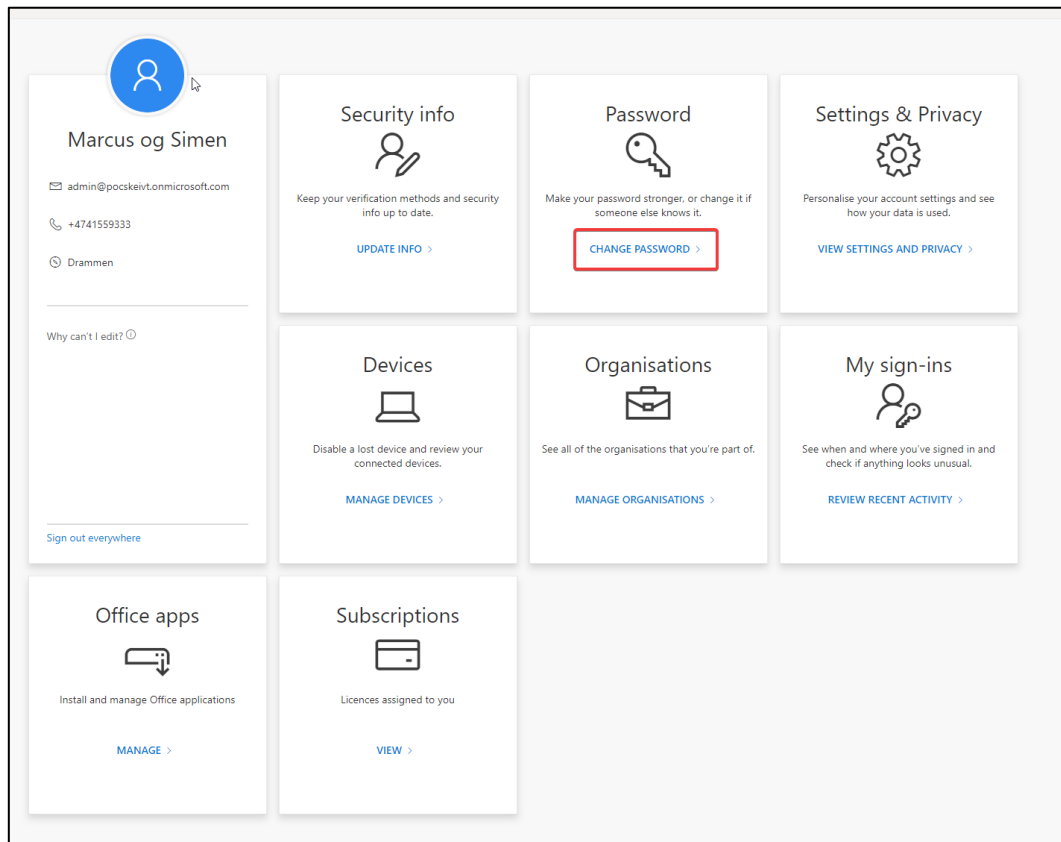 Marcus og Simen
admin@pocskeivt.onmicrosoft.com
+4741559333
Drammen
Why can't I edit?
Sign out everywhere
Security info
Keep your verification methods and security
info up to date.
UPDATE INFO >
Password
Make your password stronger, or change it if
someone else knows it.
CHANGE PASSWORD >
Settings & Privacy
Personalise your account settings and see
how your data is used.
VIEW SETTINGS AND PRIVACY >
Devices
Disable a lost device and review your
connected devices.
MANAGE DEVICES >
Organisations
See all of the organisations that you're part of.
MANAGE ORGANISATIONS >
My sign-ins
See when and where you've signed in and
check if anything looks unusual.
REVIEW RECENT ACTIVITY >
Office apps
Install and manage Office applications
MANAGE >
Subscriptions
Licences assigned to you
VIEW >